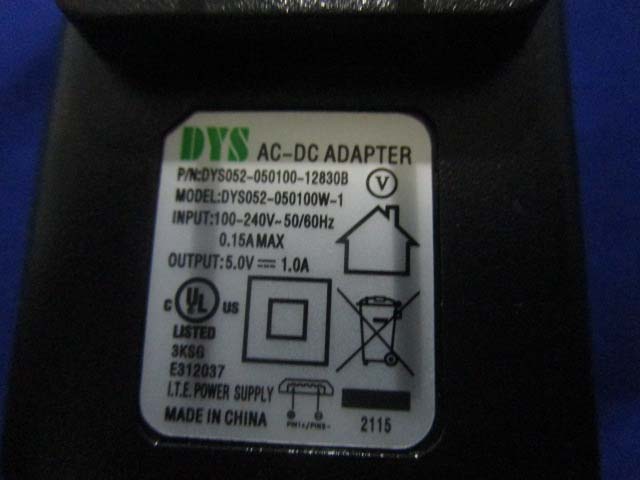 DYS AC-DC ADAPTER
P/N:DYS052-050100-12830B
V
MODEL:DYS052-050100W-1
INPUT:100-240V~50/60Hz
0.15A MAX
OUTPUT:5.0V⎓1.0A
C UL US
LISTED
3KSG
E312037
I.T.E. POWER SUPPLY
MADE IN CHINA
2115